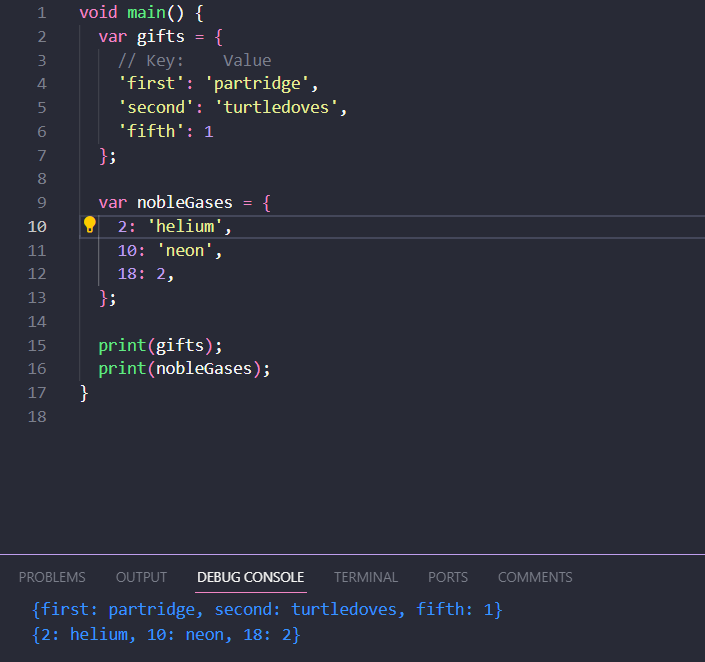 1 void main() {
2 var gifts = {
3 // Key:    Value
4 'first': 'partridge',
5 'second': 'turtledoves',
6 'fifth': 1
7 };
8
9 var nobleGases = {
10 2: 'helium',
11 10: 'neon',
12 18: 2,
13 };
14
15 print(gifts);
16 print(nobleGases);
17 }
18
PROBLEMS OUTPUT DEBUG CONSOLE TERMINAL PORTS COMMENTS
{first: partridge, second: turtledoves, fifth: 1}
{2: helium, 10: neon, 18: 2}